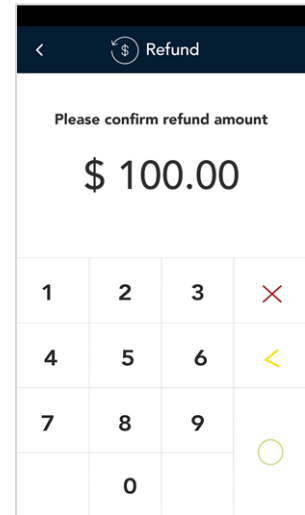 $ Refund
Please confirm refund amount
$ 100.00
1 2 3
4 5 6
7 8 9
0